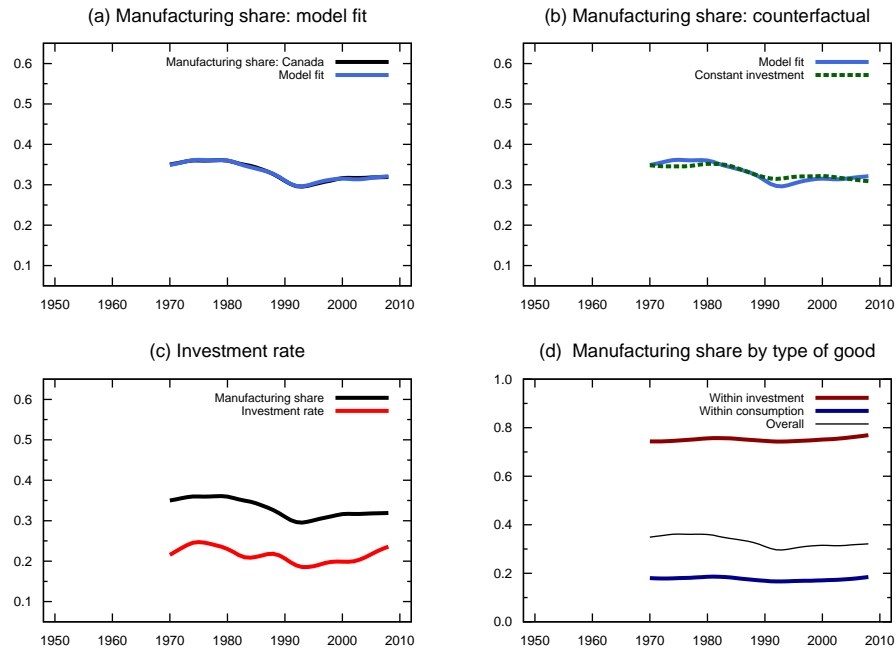 (a) Manufacturing share: model fit
Manufacturing share: Canada
Model fit
0.6
0.5
0.4
0.3
0.2
0.1
1950 1960 1970 1980 1990 2000 2010
(b) Manufacturing share: counterfactual
Model fit
Constant investment
0.6
0.5
0.4
0.3
0.2
0.1
1950 1960 1970 1980 1990 2000 2010
(c) Investment rate
Manufacturing share
Investment rate
0.6
0.5
0.4
0.3
0.2
0.1
1950 1960 1970 1980 1990 2000 2010
(d) Manufacturing share by type of good
Within investment
Within consumption
Overall
1.0
0.8
0.6
0.4
0.2
0.0
1950 1960 1970 1980 1990 2000 2010